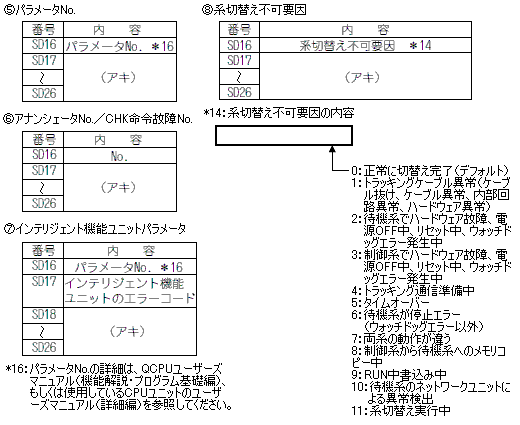 ⑤パラメータNo.
番号 内容
SD16 パラメータNo. *16
SD17
～ (アキ)
SD26
⑥アナンシェータNo./CHK命令故障No.
番号 内容
SD16 No.
SD17
～ (アキ)
SD26
⑦インテリジェント機能ユニットパラメータ
番号 内容
SD16 パラメータNo. *16
SD17 インテリジェント機能
ユニットのエラーコード
SD18
～ (アキ)
SD26
*16:パラメータNo.の詳細は、QCPUユーザーズ
マニュアル(機能解説・プログラム基礎編)、
もしくは使用しているCPUユニットのユーザ
ーズマニュアル(詳細編)を参照してください。
⑧系切替え不可要因
番号 内容
SD16 系切替え不可要因 *14
SD17
～ (アキ)
SD26
*14:系切替え不可要因の内容
0:正常に切替え完了(デフォルト)
1:トラッキングケーブル異常(ケーブ
ル抜け、ケーブル異常、内部回
路異常、ハードウェア異常)
2:待機系でハードウェア故障、電
源OFF中、リセット中、ウォッチド
ッグエラー発生中
3:制御系でハードウェア故障、電
源OFF中、リセット中、ウォッチド
ッグエラー発生中
4:トラッキング通信準備中
5:タイムオーバー
6:待機系が停止エラー
(ウォッチドッグエラー以外)
7:両系の動作が違う
8:制御系から待機系へのメモリコ
ピー中
9:RUN中書込み中
10:待機系のネットワークユニットに
よる異常検出
11:系切替え実行中